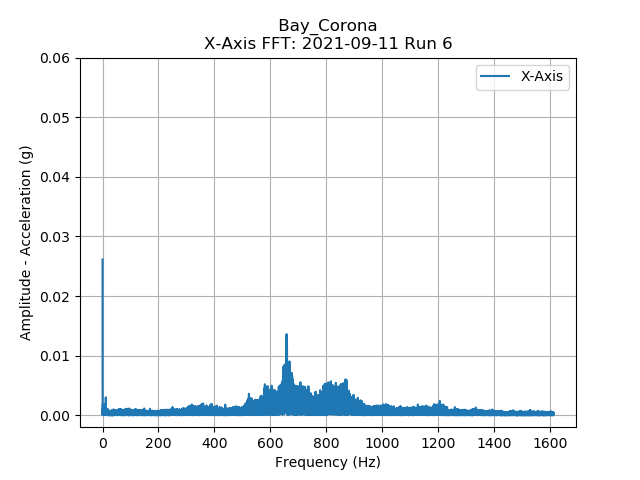 Bay_Corona
X-Axis FFT: 2021-09-11 Run 6
X-Axis
0.06
0.05
0.04
0.03
0.02
0.01
0.00
Amplitude - Acceleration (g)
0 200 400 600 800 1000 1200 1400 1600
Frequency (Hz)